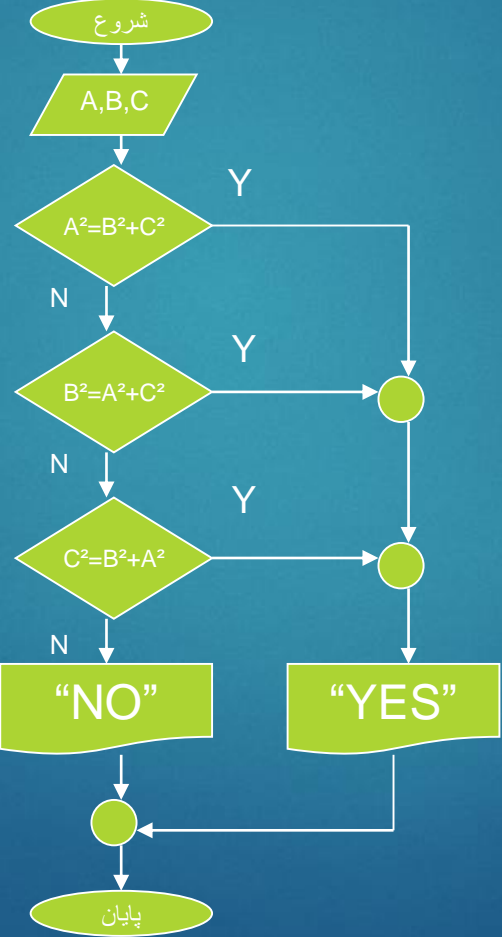 شروع
A,B,C
Y
A²=B²+C²
N
Y
B²=A²+C²
N
Y
C²=B²+A²
N
“NO”
“YES”
پایان